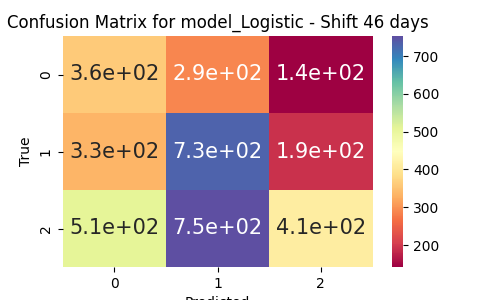 Confusion Matrix for model_Logistic - Shift 46 days
0 3.6e+02 2.9e+02 1.4e+02
1 3.3e+02 7.3e+02 1.9e+02
2 5.1e+02 7.5e+02 4.1e+02
True
0 1 2
Predicted
700
600
500
400
300
200